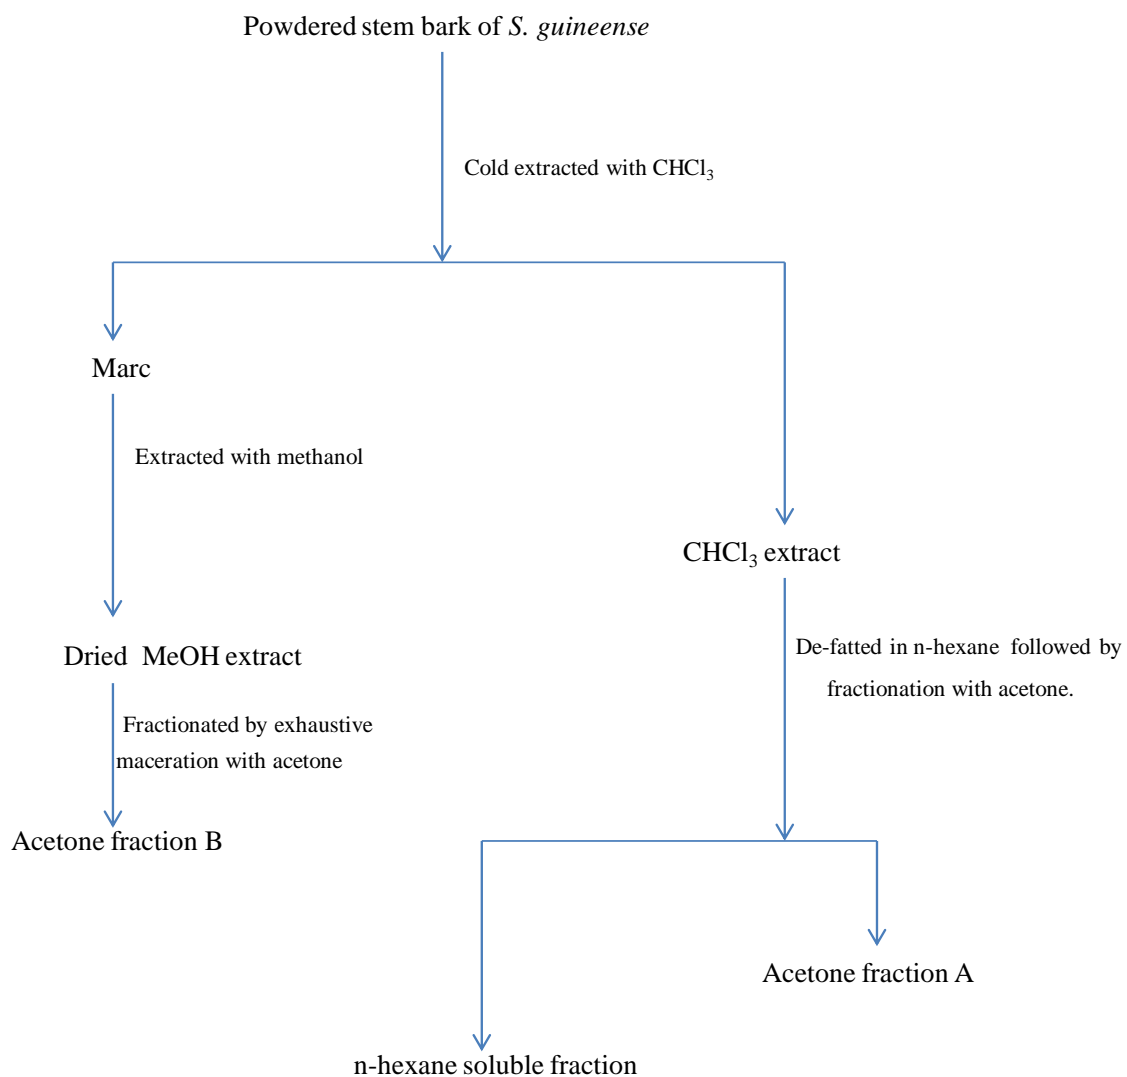 Powdered stem bark of S. guineense
Cold extracted with CHCl₃
Marc
Extracted with methanol
CHCl₃ extract
Dried MeOH extract
De-fatted in n-hexane followed by
fractionation with acetone.
Fractionated by exhaustive
maceration with acetone
Acetone fraction B
Acetone fraction A
n-hexane soluble fraction